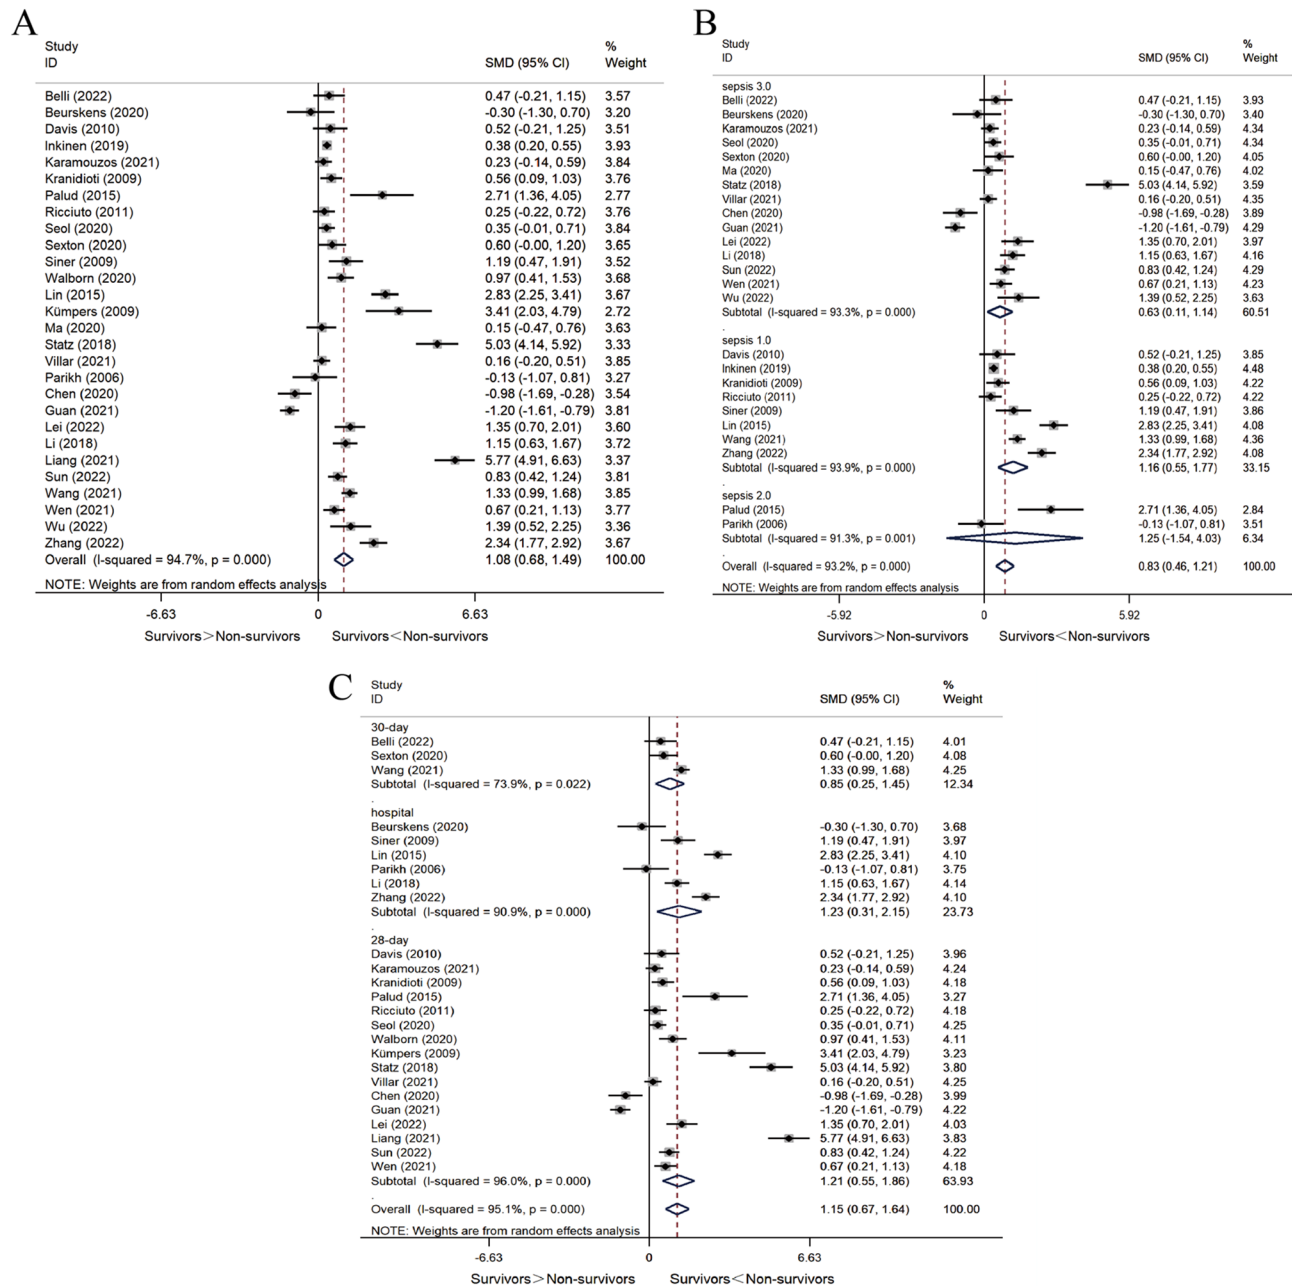 A
Study %
ID SMD (95% CI) Weight
Belli (2022) 0.47 (-0.21, 1.15) 3.57
Beurskens (2020) -0.30 (-1.30, 0.70) 3.20
Davis (2010) 0.52 (-0.21, 1.25) 3.51
Inkinen (2019) 0.38 (0.20, 0.55) 3.93
Karamouzos (2021) 0.23 (-0.14, 0.59) 3.84
Kranidioti (2009) 0.56 (0.09, 1.03) 3.76
Palud (2015) 2.71 (1.36, 4.05) 2.77
Ricciuto (2011) 0.25 (-0.22, 0.72) 3.76
Seol (2020) 0.35 (-0.01, 0.71) 3.84
Sexton (2020) 0.60 (-0.00, 1.20) 3.65
Siner (2009) 1.19 (0.47, 1.91) 3.52
Walborn (2020) 0.97 (0.41, 1.53) 3.68
Lin (2015) 2.83 (2.25, 3.41) 3.67
Kümpers (2009) 3.41 (2.03, 4.79) 2.72
Ma (2020) 0.15 (-0.47, 0.76) 3.63
Statz (2018) 5.03 (4.14, 5.92) 3.33
Villar (2021) 0.16 (-0.20, 0.51) 3.85
Parikh (2006) -0.13 (-1.07, 0.81) 3.27
Chen (2020) -0.98 (-1.69, -0.28) 3.54
Guan (2021) -1.20 (-1.61, -0.79) 3.81
Lei (2022) 1.35 (0.70, 2.01) 3.60
Li (2018) 1.15 (0.63, 1.67) 3.72
Liang (2021) 5.77 (4.91, 6.63) 3.37
Sun (2022) 0.83 (0.42, 1.24) 3.81
Wang (2021) 1.33 (0.99, 1.68) 3.85
Wen (2021) 0.67 (0.21, 1.13) 3.77
Wu (2022) 1.39 (0.52, 2.25) 3.36
Zhang (2022) 2.34 (1.77, 2.92) 3.67
Overall (I-squared = 94.7%, p = 0.000) 1.08 (0.68, 1.49) 100.00
NOTE: Weights are from random effects analysis
-6.63 0 6.63
Survivors＞Non-survivors Survivors＜Non-survivors
B
Study %
ID SMD (95% CI) Weight
sepsis 3.0
Belli (2022) 0.47 (-0.21, 1.15) 3.93
Beurskens (2020) -0.30 (-1.30, 0.70) 3.40
Karamouzos (2021) 0.23 (-0.14, 0.59) 4.34
Seol (2020) 0.35 (-0.01, 0.71) 4.34
Sexton (2020) 0.60 (-0.00, 1.20) 4.05
Ma (2020) 0.15 (-0.47, 0.76) 4.02
Statz (2018) 5.03 (4.14, 5.92) 3.59
Villar (2021) 0.16 (-0.20, 0.51) 4.35
Chen (2020) -0.98 (-1.69, -0.28) 3.89
Guan (2021) -1.20 (-1.61, -0.79) 4.29
Lei (2022) 1.35 (0.70, 2.01) 3.97
Li (2018) 1.15 (0.63, 1.67) 4.16
Sun (2022) 0.83 (0.42, 1.24) 4.29
Wen (2021) 0.67 (0.21, 1.13) 4.23
Wu (2022) 1.39 (0.52, 2.25) 3.63
Subtotal (I-squared = 93.3%, p = 0.000) 0.63 (0.11, 1.14) 60.51
.
sepsis 1.0
Davis (2010) 0.52 (-0.21, 1.25) 3.85
Inkinen (2019) 0.38 (0.20, 0.55) 4.48
Kranidioti (2009) 0.56 (0.09, 1.03) 4.22
Ricciuto (2011) 0.25 (-0.22, 0.72) 4.22
Siner (2009) 1.19 (0.47, 1.91) 3.86
Lin (2015) 2.83 (2.25, 3.41) 4.08
Wang (2021) 1.33 (0.99, 1.68) 4.36
Zhang (2022) 2.34 (1.77, 2.92) 4.08
Subtotal (I-squared = 93.9%, p = 0.000) 1.16 (0.55, 1.77) 33.15
.
sepsis 2.0
Palud (2015) 2.71 (1.36, 4.05) 2.84
Parikh (2006) -0.13 (-1.07, 0.81) 3.51
Subtotal (I-squared = 91.3%, p = 0.001) 1.25 (-1.54, 4.03) 6.34
.
Overall (I-squared = 93.2%, p = 0.000) 0.83 (0.46, 1.21) 100.00
NOTE: Weights are from random effects analysis
-5.92 0 5.92
Survivors＞Non-survivors Survivors＜Non-survivors
C
Study %
ID SMD (95% CI) Weight
30-day
Belli (2022) 0.47 (-0.21, 1.15) 4.01
Sexton (2020) 0.60 (-0.00, 1.20) 4.08
Wang (2021) 1.33 (0.99, 1.68) 4.25
Subtotal (I-squared = 73.9%, p = 0.022) 0.85 (0.25, 1.45) 12.34
.
hospital
Beurskens (2020) -0.30 (-1.30, 0.70) 3.68
Siner (2009) 1.19 (0.47, 1.91) 3.97
Lin (2015) 2.83 (2.25, 3.41) 4.10
Parikh (2006) -0.13 (-1.07, 0.81) 3.75
Li (2018) 1.15 (0.63, 1.67) 4.14
Zhang (2022) 2.34 (1.77, 2.92) 4.10
Subtotal (I-squared = 90.9%, p = 0.000) 1.23 (0.31, 2.15) 23.73
.
28-day
Davis (2010) 0.52 (-0.21, 1.25) 3.96
Karamouzos (2021) 0.23 (-0.14, 0.59) 4.24
Kranidioti (2009) 0.56 (0.09, 1.03) 4.18
Palud (2015) 2.71 (1.36, 4.05) 3.27
Ricciuto (2011) 0.25 (-0.22, 0.72) 4.18
Seol (2020) 0.35 (-0.01, 0.71) 4.25
Walborn (2020) 0.97 (0.41, 1.53) 4.11
Kümpers (2009) 3.41 (2.03, 4.79) 3.23
Statz (2018) 5.03 (4.14, 5.92) 3.80
Villar (2021) 0.16 (-0.20, 0.51) 4.25
Chen (2020) -0.98 (-1.69, -0.28) 3.99
Guan (2021) -1.20 (-1.61, -0.79) 4.22
Lei (2022) 1.35 (0.70, 2.01) 4.03
Liang (2021) 5.77 (4.91, 6.63) 3.83
Sun (2022) 0.83 (0.42, 1.24) 4.22
Wen (2021) 0.67 (0.21, 1.13) 4.18
Subtotal (I-squared = 96.0%, p = 0.000) 1.21 (0.55, 1.86) 63.93
.
Overall (I-squared = 95.1%, p = 0.000) 1.15 (0.67, 1.64) 100.00
NOTE: Weights are from random effects analysis
-6.63 0 6.63
Survivors＞Non-survivors Survivors＜Non-survivors